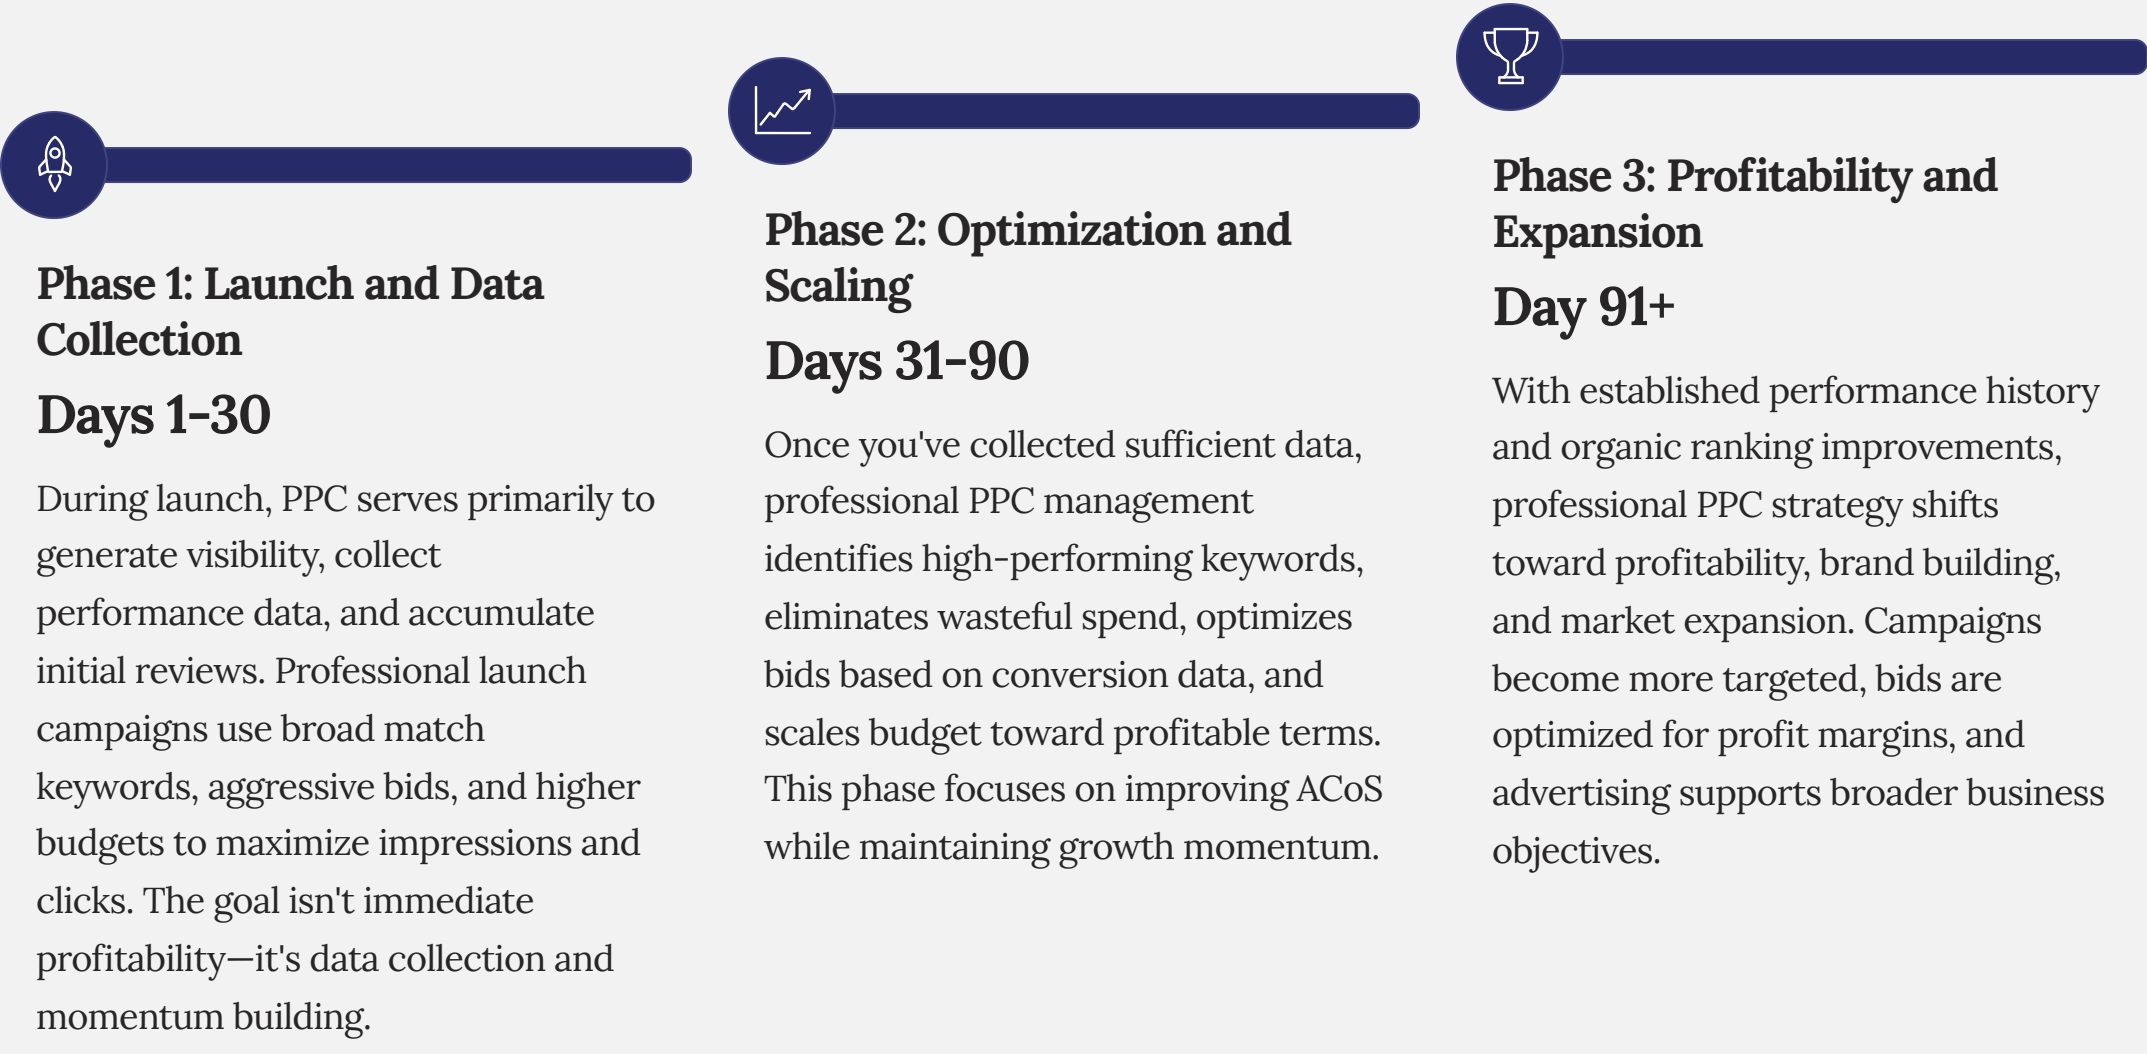 Phase 1: Launch and Data
Collection
Days 1-30
During launch, PPC serves primarily to
generate visibility, collect
performance data, and accumulate
initial reviews. Professional launch
campaigns use broad match
keywords, aggressive bids, and higher
budgets to maximize impressions and
clicks. The goal isn't immediate
profitability—it's data collection and
momentum building.
Phase 2: Optimization and
Scaling
Days 31-90
Once you've collected sufficient data,
professional PPC management
identifies high-performing keywords,
eliminates wasteful spend, optimizes
bids based on conversion data, and
scales budget toward profitable terms.
This phase focuses on improving ACoS
while maintaining growth momentum.
Phase 3: Profitability and
Expansion
Day 91+
With established performance history
and organic ranking improvements,
professional PPC strategy shifts
toward profitability, brand building,
and market expansion. Campaigns
become more targeted, bids are
optimized for profit margins, and
advertising supports broader business
objectives.